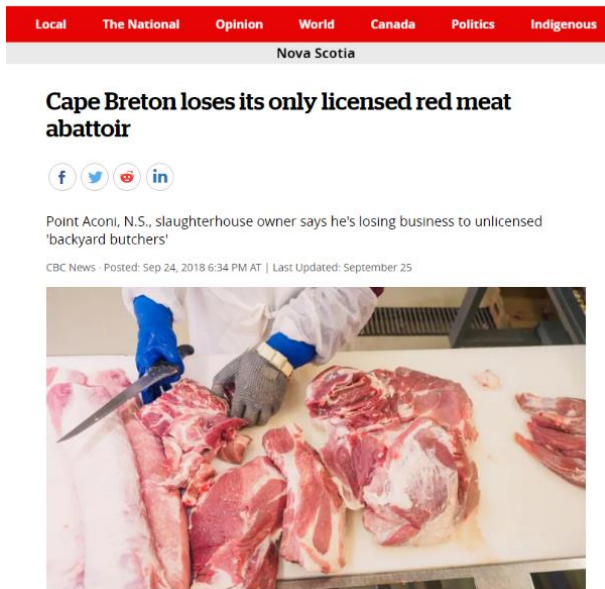 Local The National Opinion World Canada Politics Indigenous
Nova Scotia
Cape Breton loses its only licensed red meat
abattoir
f in
Point Aconi, N.S., slaughterhouse owner says he's losing business to unlicensed
'backyard butchers'
CBC News · Posted: Sep 24, 2018 6:34 PM AT | Last Updated: September 25